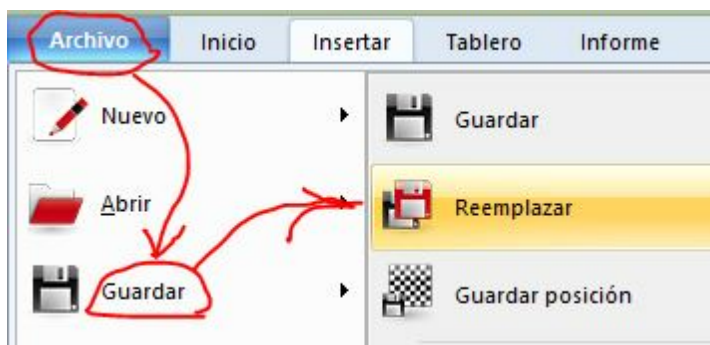 Archivo Inicio Insertar Tablero Informe
Nuevo
Abrir
Guardar
Guardar
Reemplazar
Guardar posición